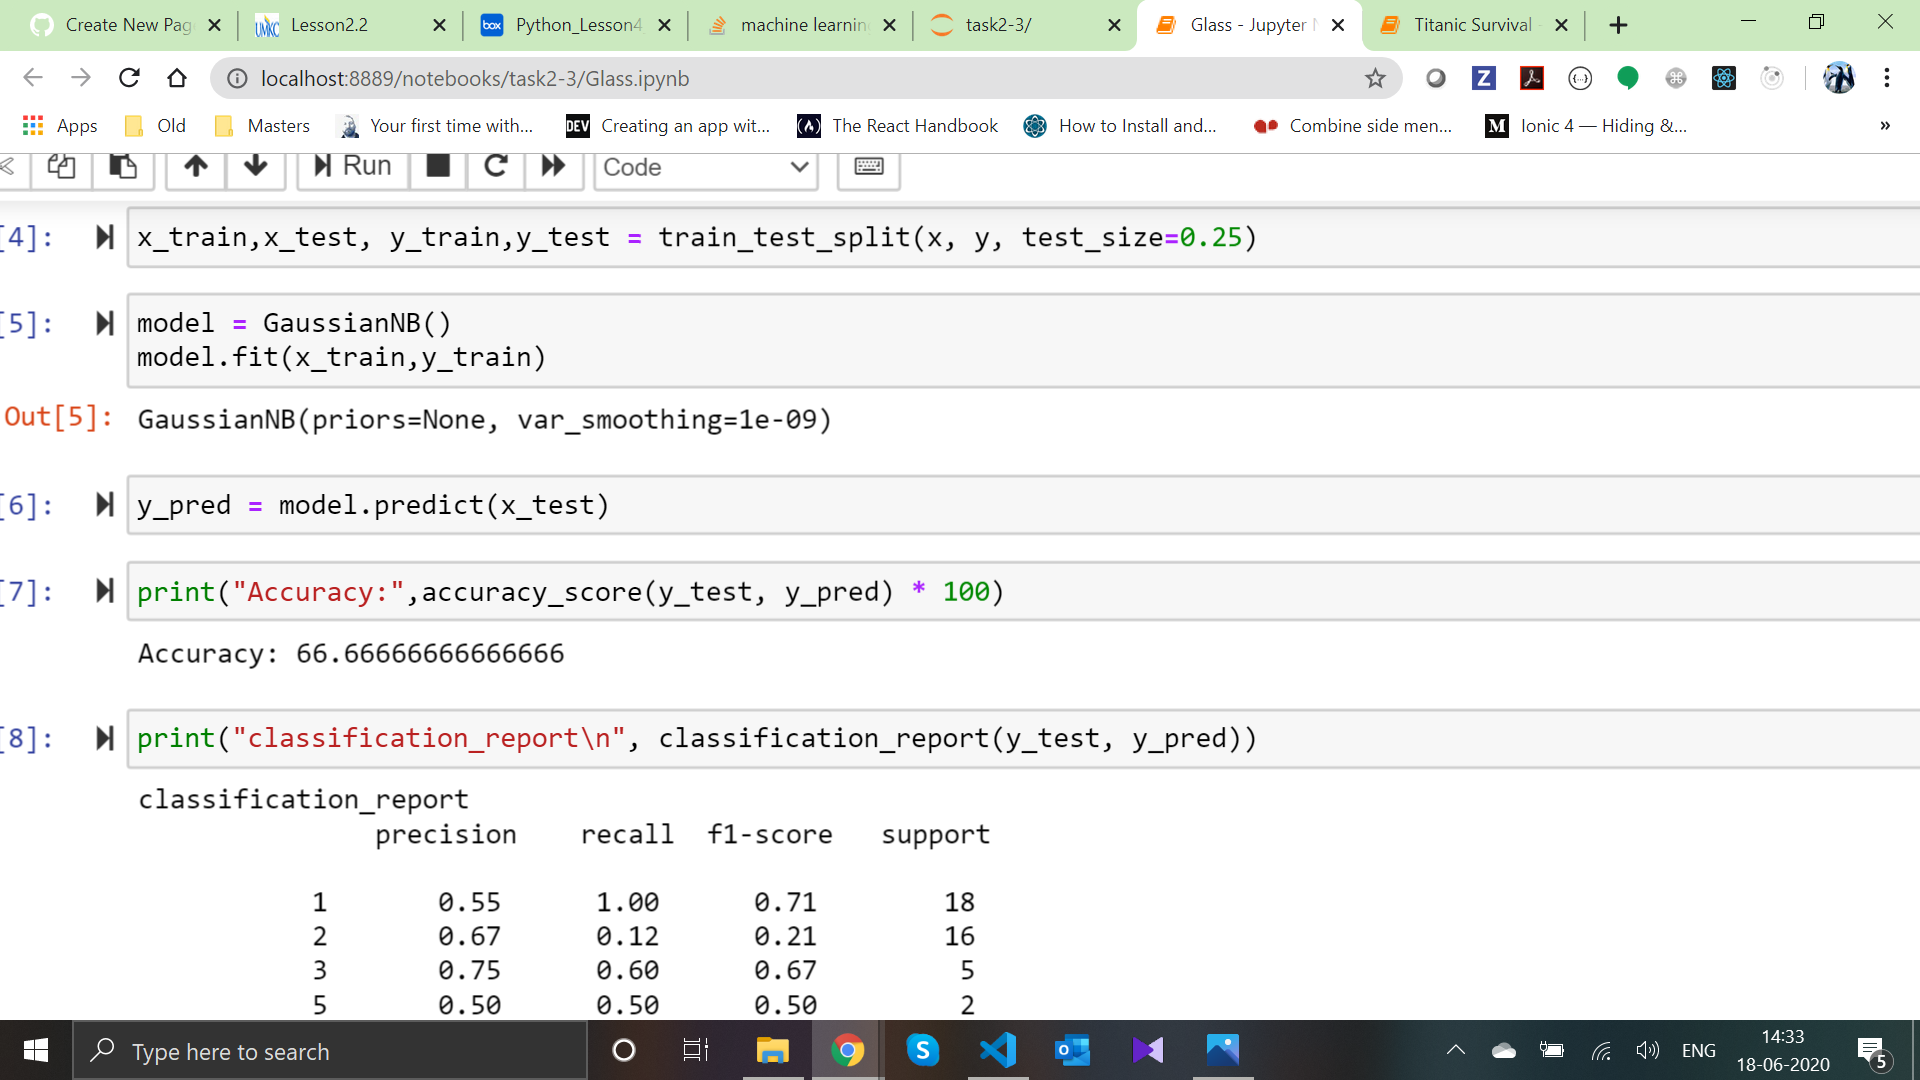 Create New Pag
Lesson2.2
Python_Lesson4
machine learning
task2-3/
Glass - Jupyter N
Titanic Survival -
localhost:8889/notebooks/task2-3/Glass.ipynb
Apps
Old
Masters
Your first time with...
DEV
Creating an app wit...
The React Handbook
How to Install and...
Combine side men...
M
Ionic 4 — Hiding &...
»
Run
Code
[4]:
x_train,x_test, y_train,y_test = train_test_split(x, y, test_size=0.25)
[5]:
model = GaussianNB()
model.fit(x_train,y_train)
Out[5]:
GaussianNB(priors=None, var_smoothing=1e-09)
[6]:
y_pred = model.predict(x_test)
[7]:
print("Accuracy:",accuracy_score(y_test, y_pred) * 100)
Accuracy: 66.66666666666666
[8]:
print("classification_report\n", classification_report(y_test, y_pred))
classification_report
precision recall f1-score support
1 0.55 1.00 0.71 18
2 0.67 0.12 0.21 16
3 0.75 0.60 0.67 5
5 0.50 0.50 0.50 2
Type here to search
ENG
14:33
18-06-2020
5